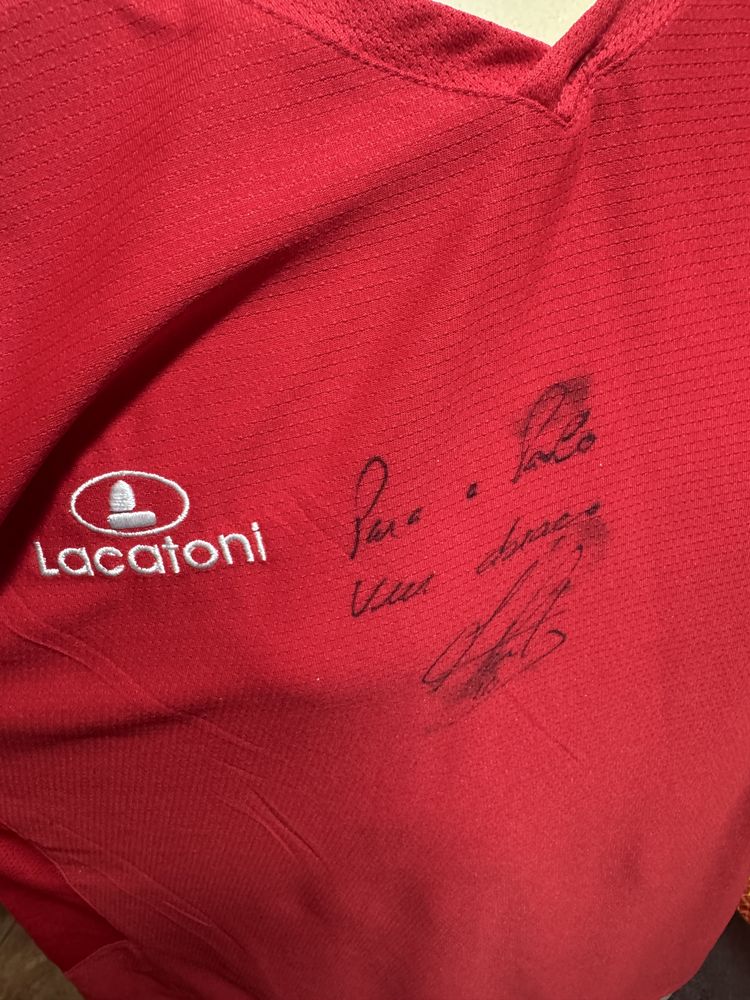 Lacatoni
Para o Paulo
um abraço